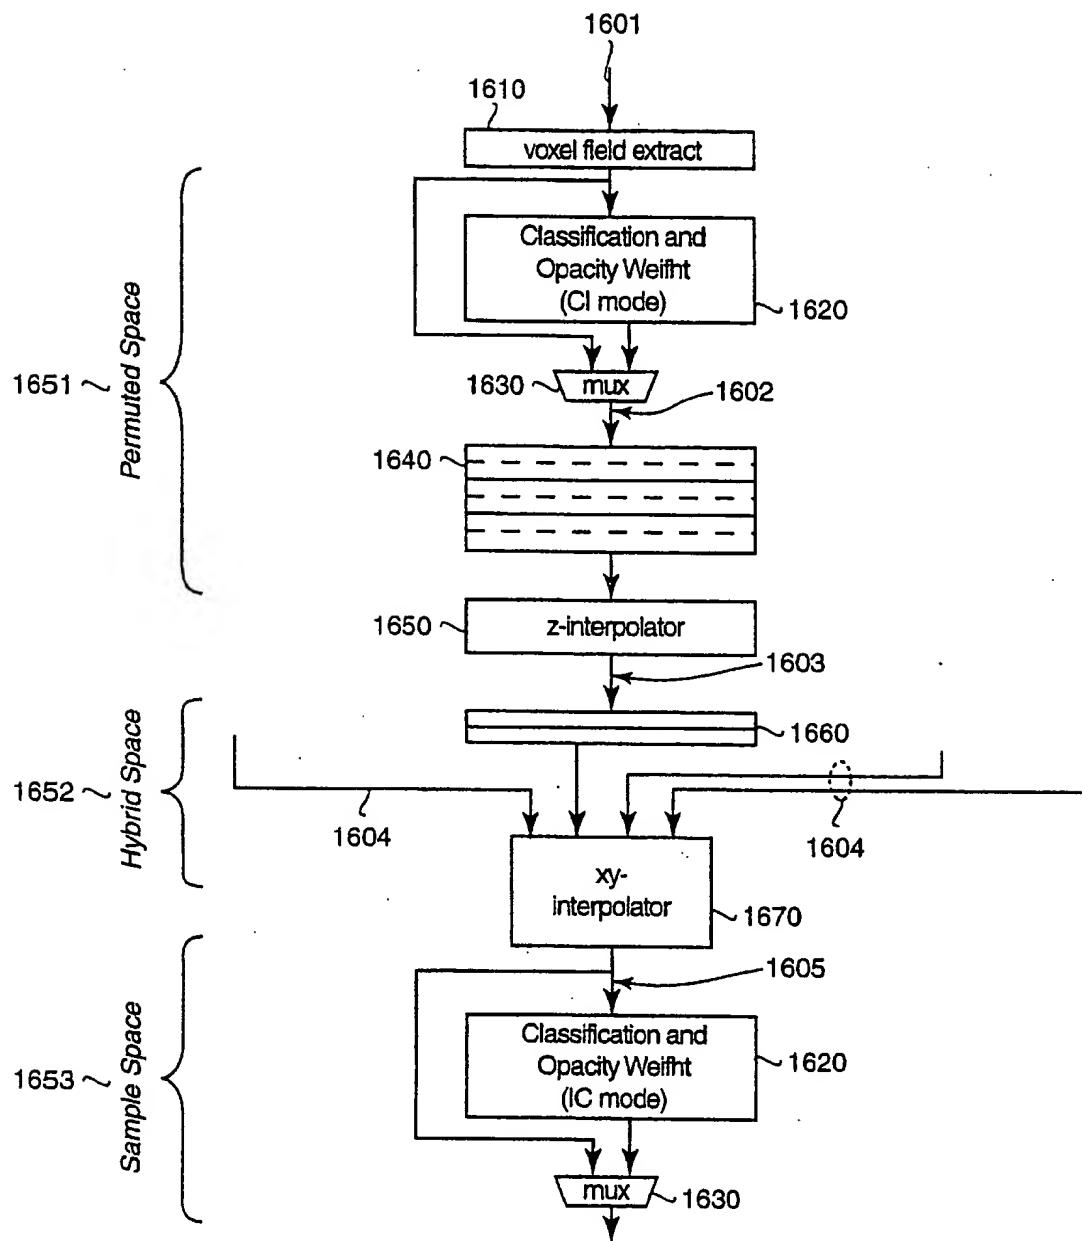 1601
1610
voxel field extract
Classification and
Opacity Weifht
(CI mode)
1620
1630
mux
1602
1651
Permuted Space
1640
1650
z-interpolator
1603
1660
1652
Hybrid Space
1604
1604
xy-
interpolator
1670
1605
Classification and
Opacity Weifht
(IC mode)
1620
1653
Sample Space
mux
1630